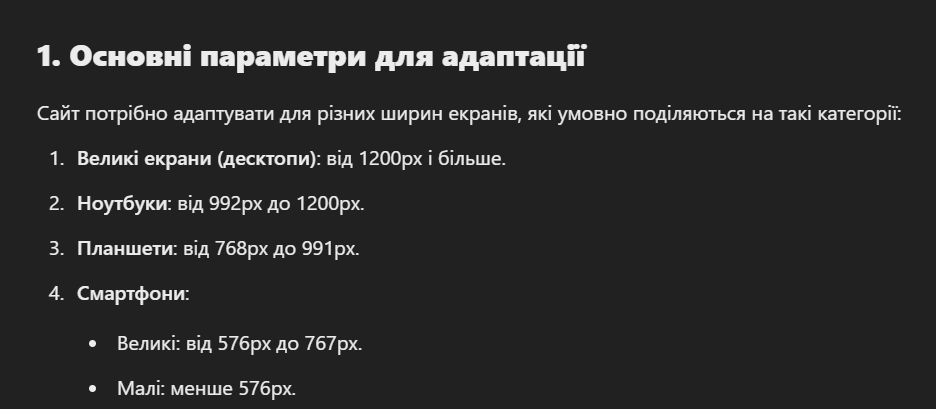 1. Основні параметри для адаптації
Сайт потрібно адаптувати для різних ширин екранів, які умовно поділяються на такі категорії:
1. Великі екрани (десктопи): від 1200px і більше.
2. Ноутбуки: від 992px до 1200px.
3. Планшети: від 768px до 991px.
4. Смартфони:
• Великі: від 576px до 767px.
• Малі: менше 576px.